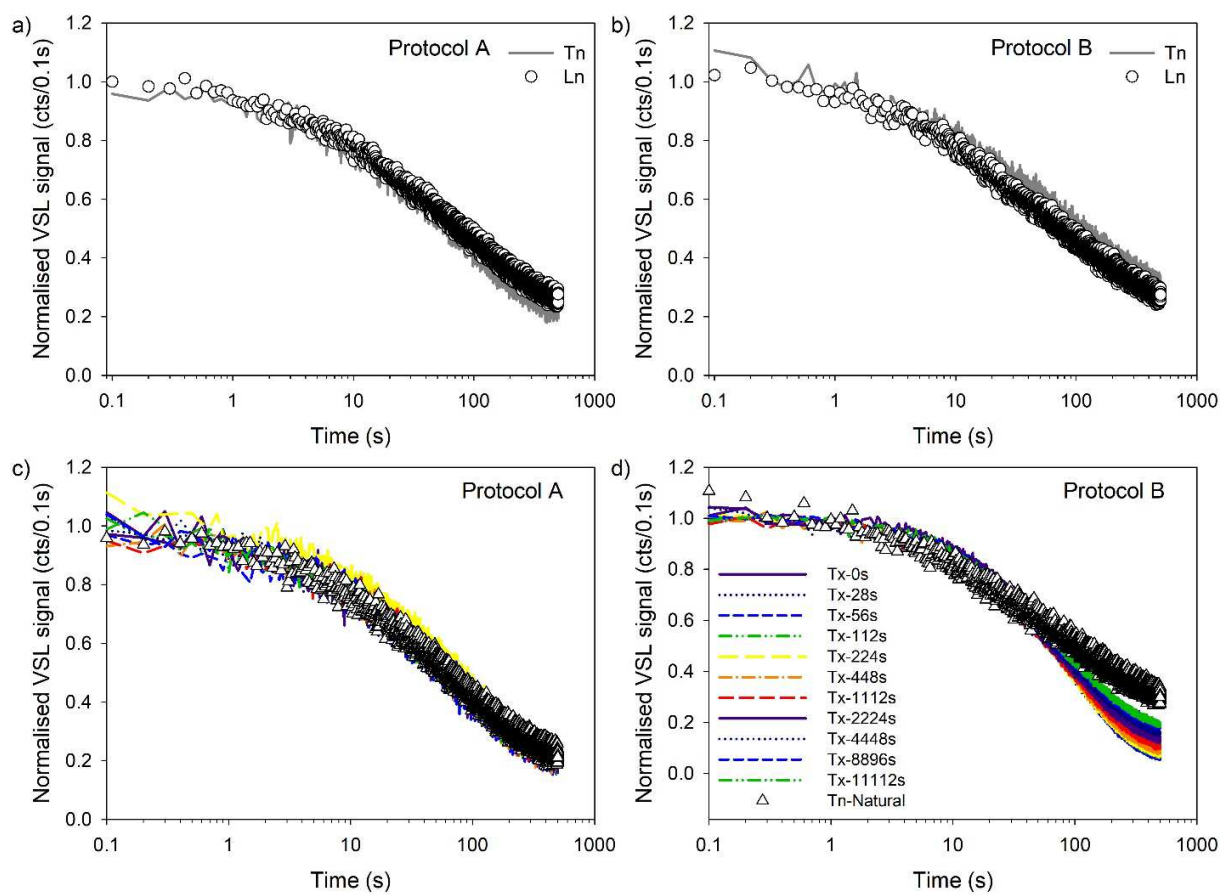 a)
Protocol A
Tn
Ln
Normalised VSL signal (cts/0.1s)
1.2
1.0
0.8
0.6
0.4
0.2
0.0
0.1
1
10
100
1000
Time (s)
b)
Protocol B
Tn
Ln
Normalised VSL signal (cts/0.1s)
1.2
1.0
0.8
0.6
0.4
0.2
0.0
0.1
1
10
100
1000
Time (s)
c)
Protocol A
Normalised VSL signal (cts/0.1s)
1.2
1.0
0.8
0.6
0.4
0.2
0.0
0.1
1
10
100
1000
Time (s)
d)
Protocol B
Normalised VSL signal (cts/0.1s)
1.2
1.0
0.8
0.6
0.4
0.2
0.0
Tx-0s
Tx-28s
Tx-56s
Tx-112s
Tx-224s
Tx-448s
Tx-1112s
Tx-2224s
Tx-4448s
Tx-8896s
Tx-11112s
Tn-Natural
0.1
1
10
100
1000
Time (s)